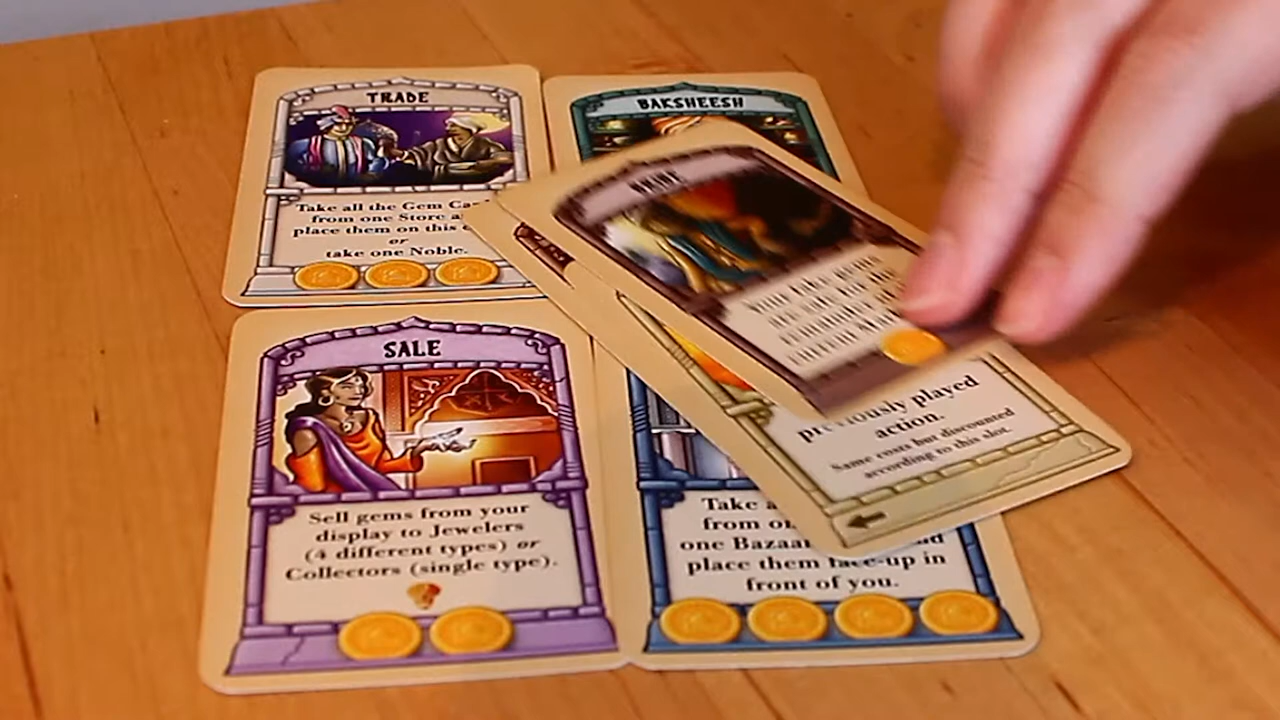 TRADE
Take all the Gem
from one Store
place them on this
or
take one Noble.
BAKSHEESH
SALE
Sell gems from your
display to Jewelers
(4 different types) or
Collectors (single type).
previously played
action.
Same costs but discounted
according to this slot.
Take
from
one Bazaar
place them face-up in
front of you.